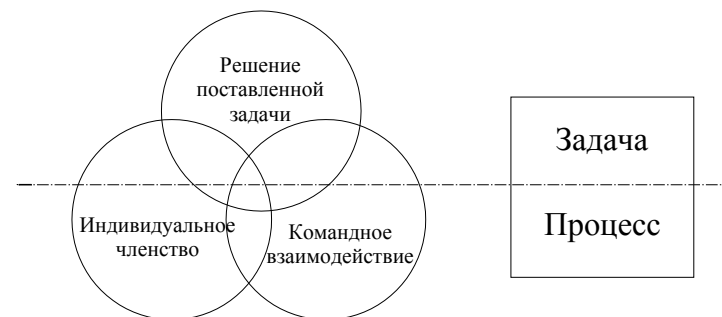 Решение
поставленной
задачи
Индивидуальное
членство
Командное
взаимодействие
Задача
Процесс